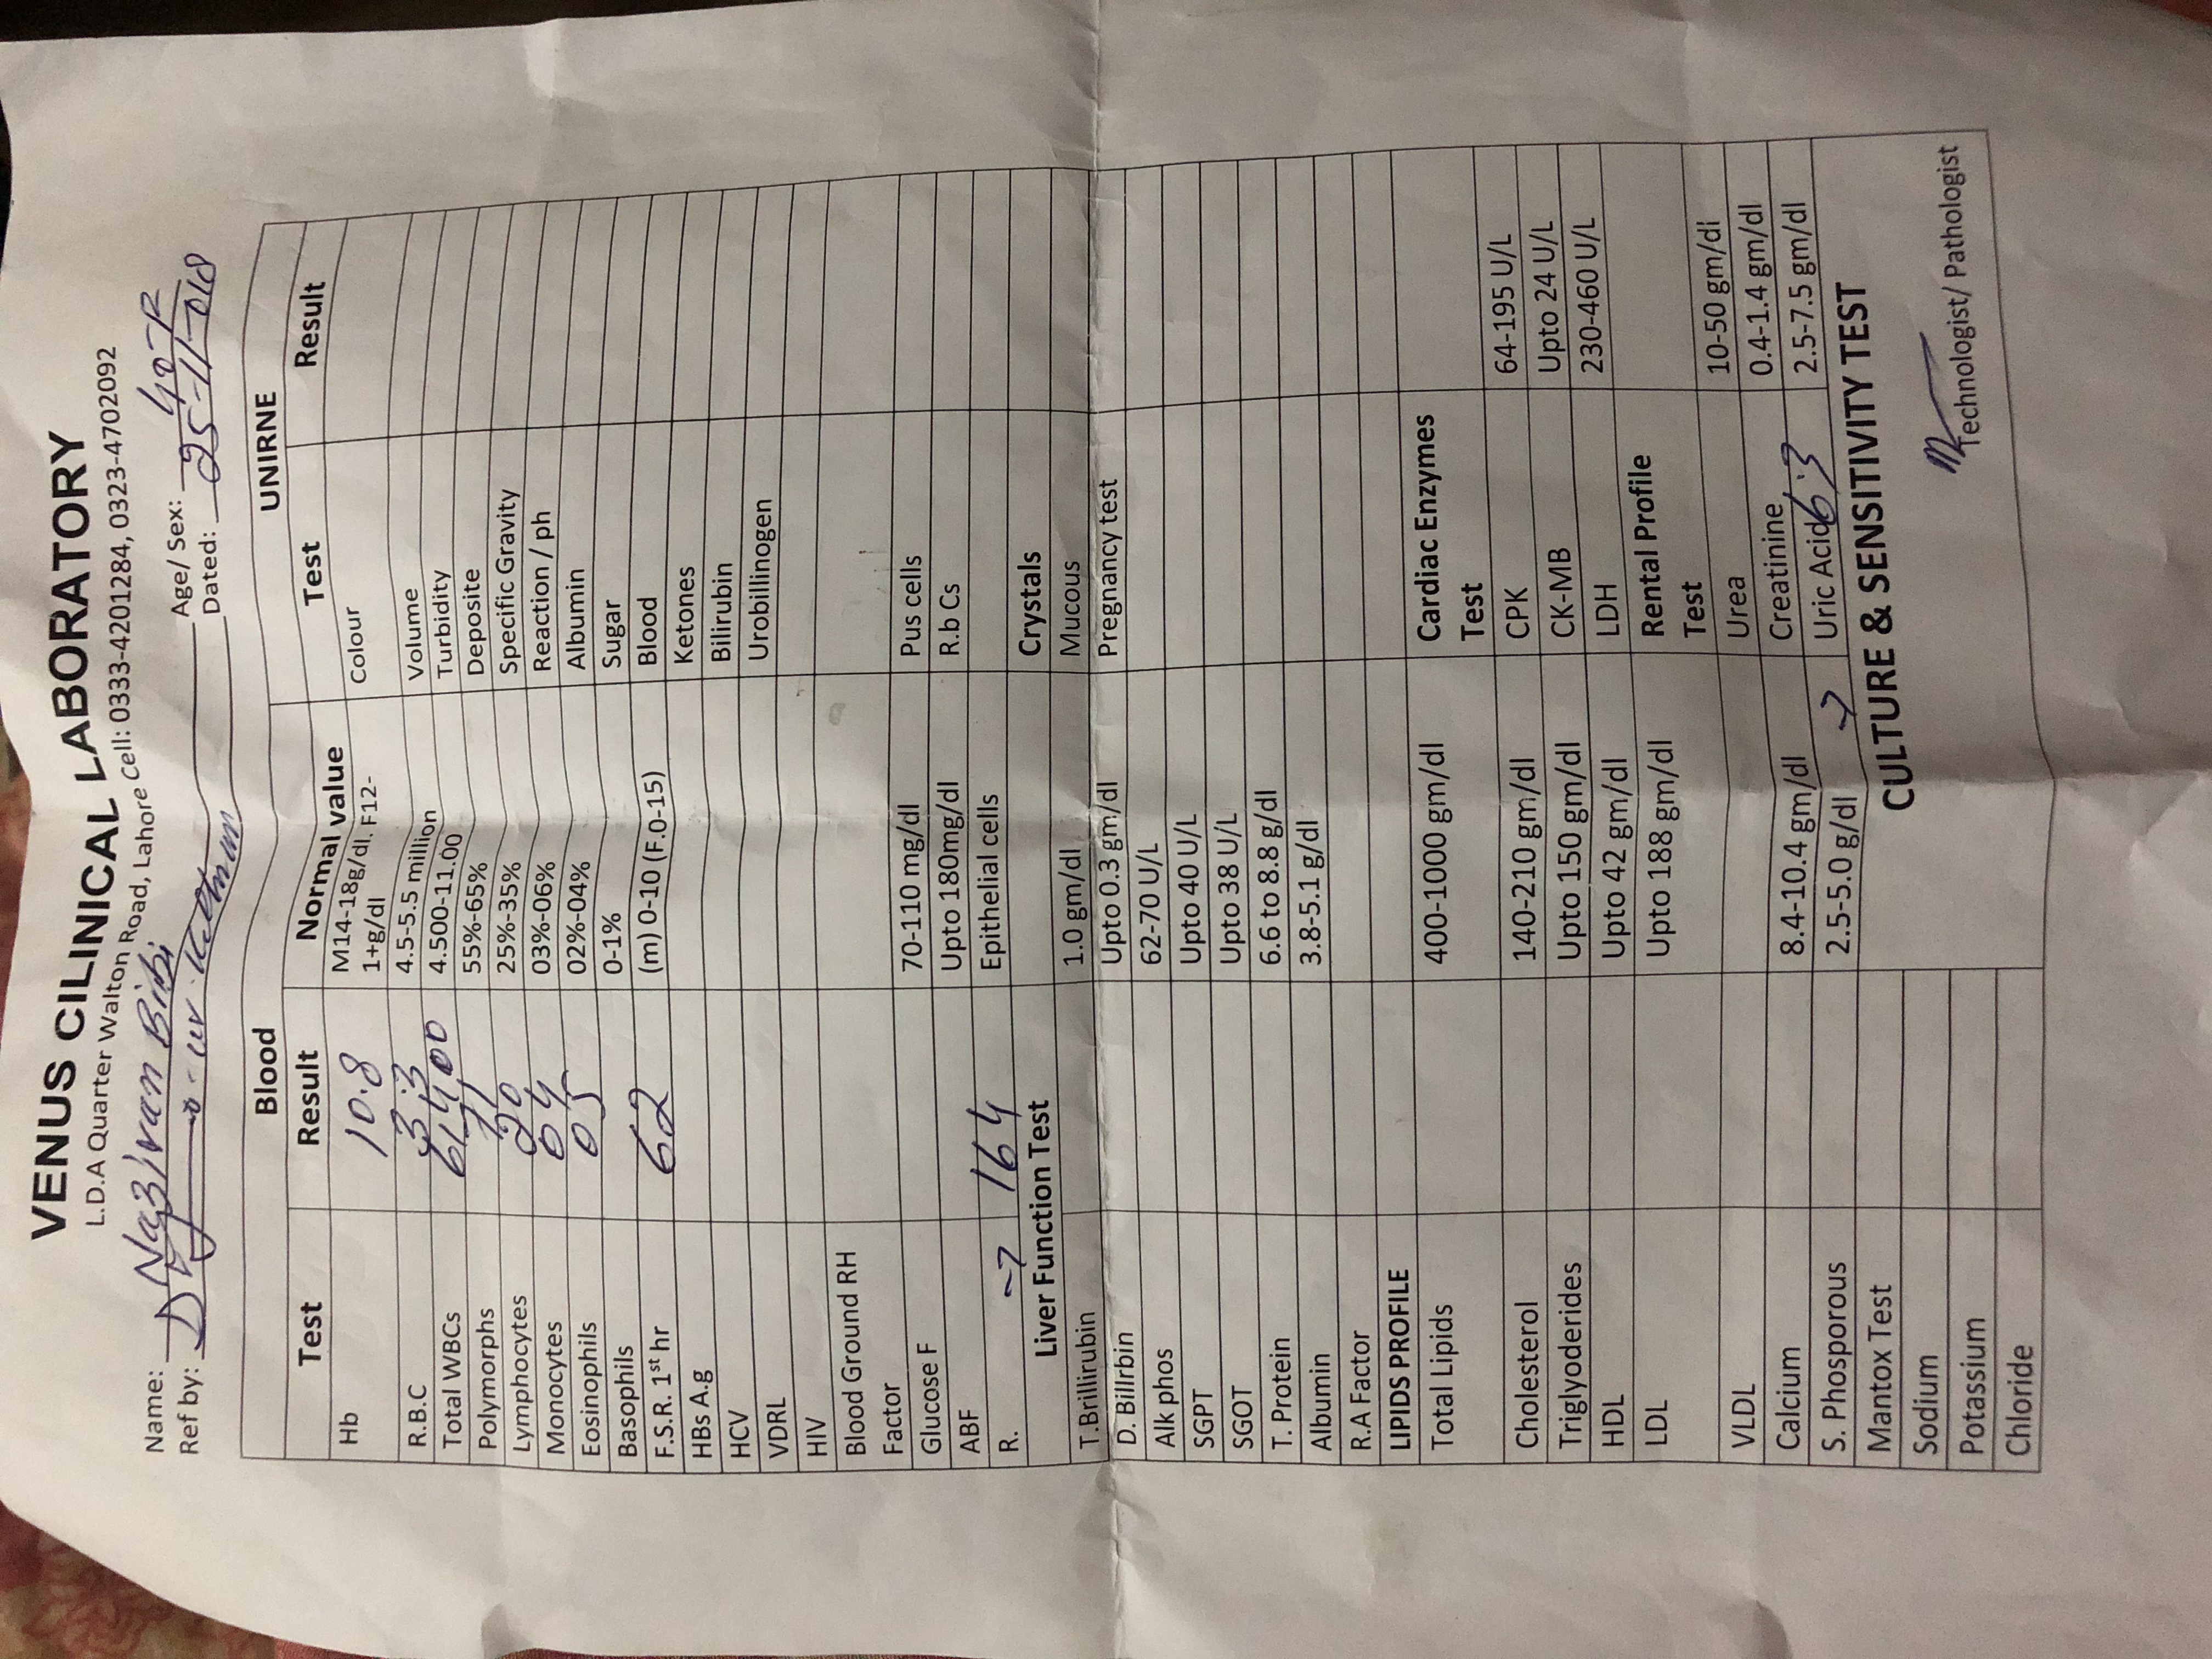 VENUS CILINICAL LABORATORY
L.D.A Quarter Walton Road, Lahore Cell: 0333-4201284, 0323-4702092
Name: Bibi Age/ Sex: 40-F
Ref by: Dated: 25-11-018
Blood UNIRNE
Test Result Normal value Test Result
Hb 10.8 M14-18g/dl. F12-1+g/dl Colour
R.B.C 3.3 4.5-5.5 million Volume
Total WBCs 6400 4.500-11.00 Turbidity
Polymorphs 71 55%-65% Deposite
Lymphocytes 20 25%-35% Specific Gravity
Monocytes 04 03%-06% Reaction / ph
Eosinophils 05 02%-04% Albumin
Basophils 0-1% Sugar
F.S.R. 1st hr 62 (m) 0-10 (F.0-15) Blood
HBs A.g Ketones
HCV Bilirubin
VDRL Urobillinogen
HIV
Blood Ground RH
Factor
Glucose F 70-110 mg/dl Pus cells
ABF Upto 180mg/dl R.b Cs
R. 164 Epithelial cells
Liver Function Test Crystals
T.Brillirubin 1.0 gm/dl Mucous
D. Billrbin Upto 0.3 gm/dl Pregnancy test
Alk phos 62-70 U/L
SGPT Upto 40 U/L
SGOT Upto 38 U/L
T. Protein 6.6 to 8.8 g/dl
Albumin 3.8-5.1 g/dl
R.A Factor
LIPIDS PROFILE
Total Lipids 400-1000 gm/dl Cardiac Enzymes
Test
Cholesterol 140-210 gm/dl CPK 64-195 U/L
Triglyoderides Upto 150 gm/dl CK-MB Upto 24 U/L
HDL Upto 42 gm/dl LDH 230-460 U/L
LDL Upto 188 gm/dl Rental Profile
Test
VLDL Urea 10-50 gm/dl
Calcium 8.4-10.4 gm/dl Creatinine 0.4-1.4 gm/dl
S. Phosporous 2.5-5.0 g/dl Uric Acid 6.3 2.5-7.5 gm/dl
Mantox Test CULTURE & SENSITIVITY TEST
Sodium
Potassium Technologist/ Pathologist
Chloride